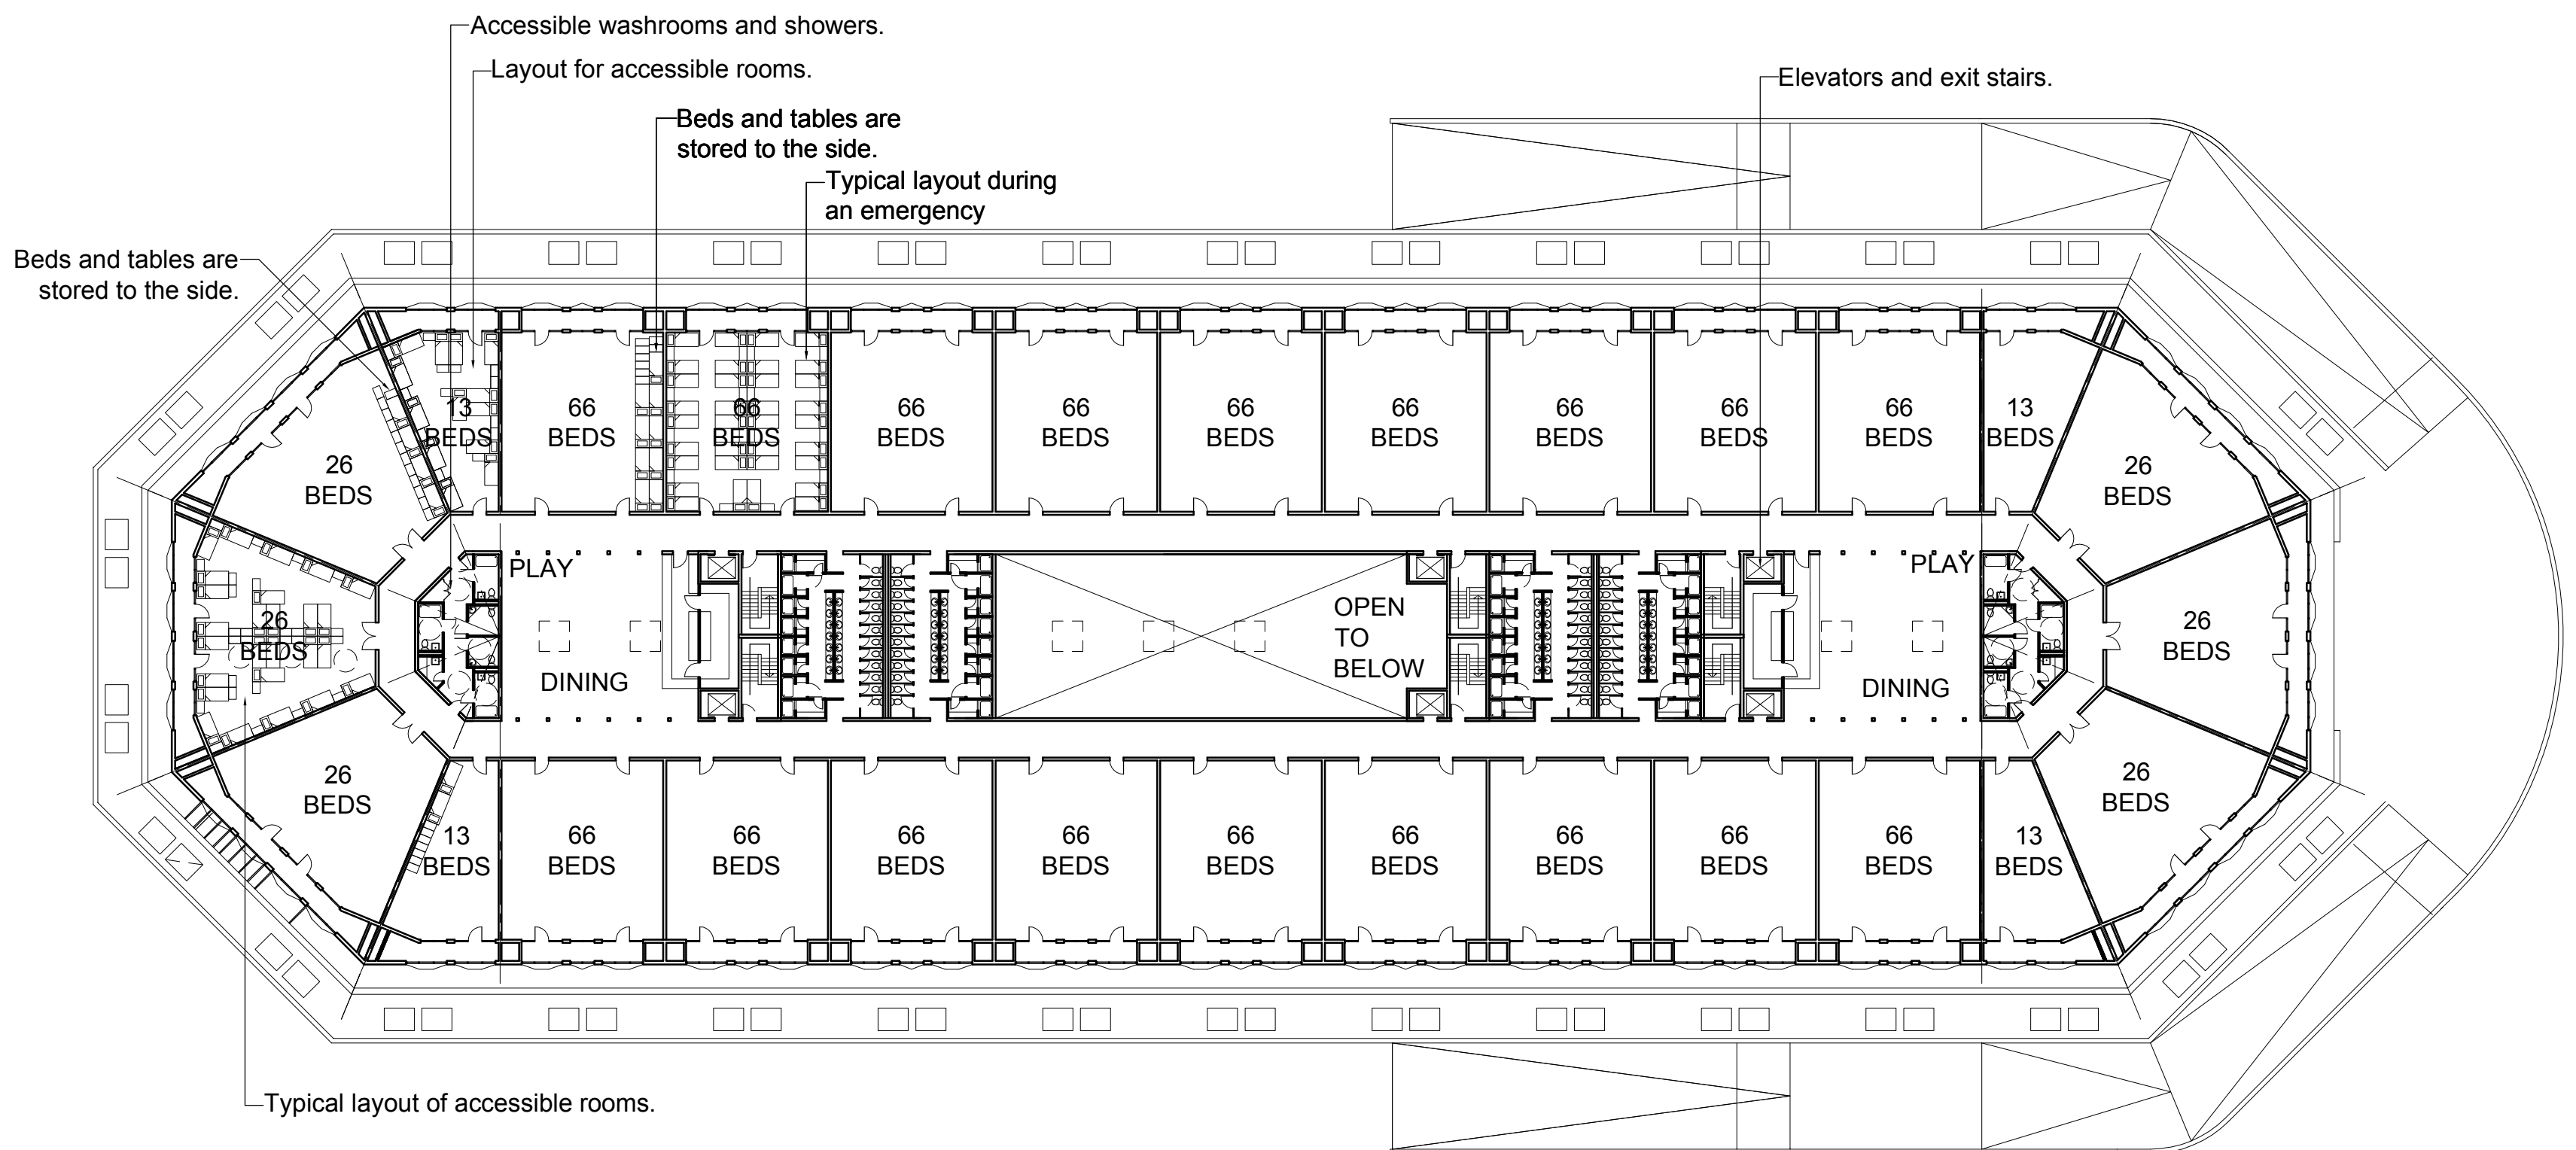 Accessible washrooms and showers.
Layout for accessible rooms.
Elevators and exit stairs.
Beds and tables are
stored to the side.
Typical layout during
an emergency
Beds and tables are
stored to the side.
13
BEDS
66
BEDS
66
BEDS
66
BEDS
66
BEDS
66
BEDS
66
BEDS
66
BEDS
66
BEDS
66
BEDS
13
BEDS
26
BEDS
26
BEDS
PLAY
PLAY
26
BEDS
DINING
OPEN
TO
BELOW
DINING
26
BEDS
26
BEDS
26
BEDS
13
BEDS
66
BEDS
66
BEDS
66
BEDS
66
BEDS
66
BEDS
66
BEDS
66
BEDS
66
BEDS
66
BEDS
13
BEDS
Typical layout of accessible rooms.